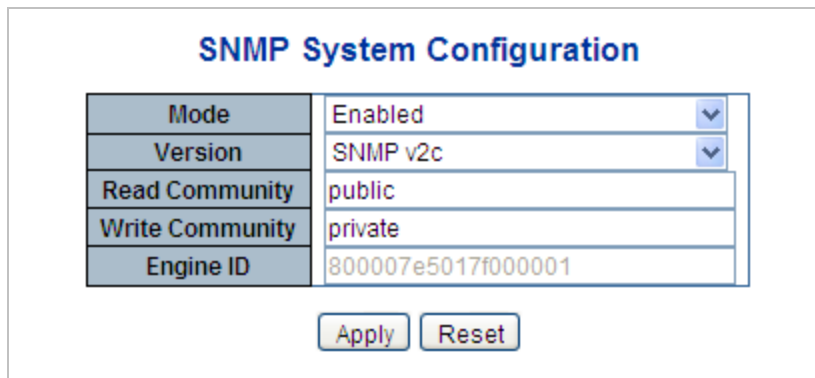 SNMP System Configuration
Mode Enabled
Version SNMP v2c
Read Community public
Write Community private
Engine ID 800007e5017f000001
Apply Reset